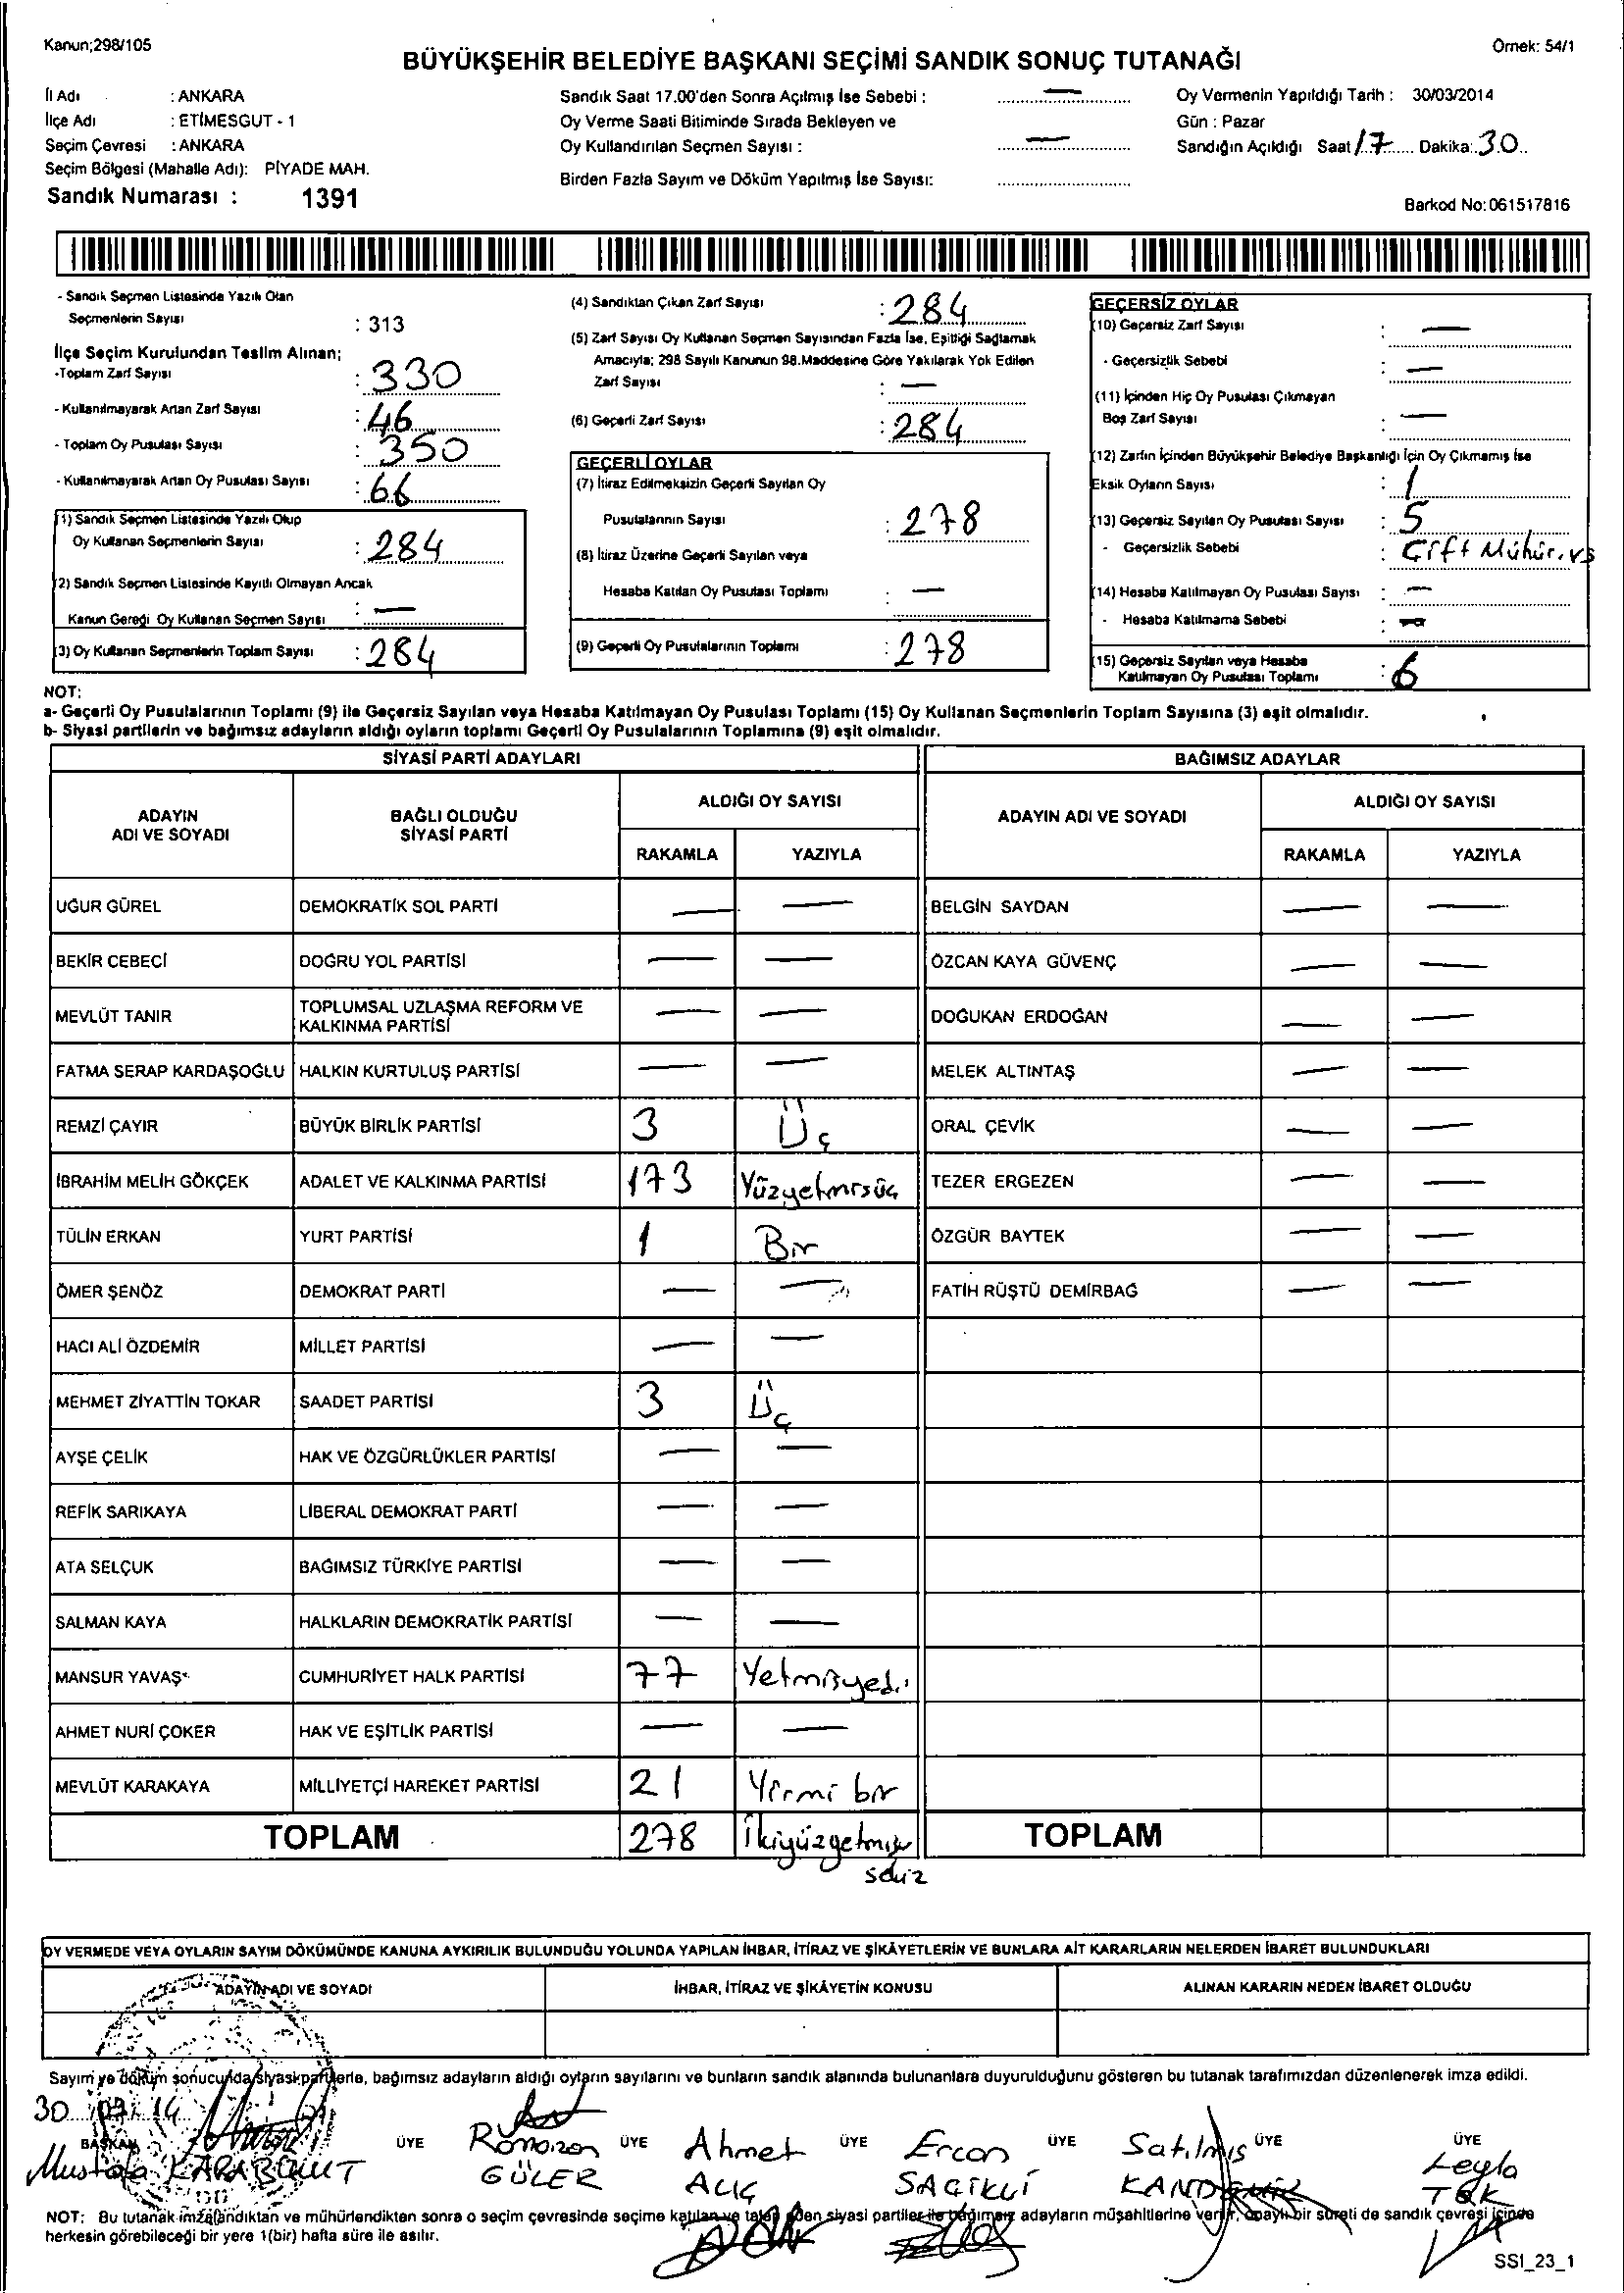 Kanun;298/105
Örnek: 54/1
BÜYÜKŞEHİR BELEDİYE BAŞKANI SEÇİMİ SANDIK SONUÇ TUTANAĞI
İl Adı : ANKARA
İlçe Adı : ETİMESGUT - 1
Seçim Çevresi : ANKARA
Seçim Bölgesi (Mahalle Adı): PİYADE MAH.
Sandık Numarası : 1391
Sandık Saat 17.00'den Sonra Açılmış İse Sebebi : —
Oy Verme Saati Bitiminde Sırada Bekleyen ve
Oy Kullandırılan Seçmen Sayısı : —
Birden Fazla Sayım ve Döküm Yapılmış İse Sayısı:
Oy Vermenin Yapıldığı Tarih : 30/03/2014
Gün : Pazar
Sandığın Açıldığı Saat 17 Dakika: 30
Barkod No:061517816
- Sandık Seçmen Listesinde Yazılı Olan
Seçmenlerin Sayısı : 313
İlçe Seçim Kurulundan Teslim Alınan;
-Toplam Zarf Sayısı : 330
- Kullanılmayarak Artan Zarf Sayısı : 46
- Toplam Oy Pusulası Sayısı : 350
- Kullanılmayarak Artan Oy Pusulası Sayısı : 66
(1) Sandık Seçmen Listesinde Yazılı Olup
Oy Kullanan Seçmenlerin Sayısı : 284
(2) Sandık Seçmen Listesinde Kayıtlı Olmayan Ancak
Kanun Gereği Oy Kullanan Seçmen Sayısı : —
(3) Oy Kullanan Seçmenlerin Toplam Sayısı : 284
(4) Sandıktan Çıkan Zarf Sayısı : 284
(5) Zarf Sayısı Oy Kullanan Seçmen Sayısından Fazla İse, Eşitliği Sağlamak
Amacıyla; 298 Sayılı Kanunun 98.Maddesine Göre Yakılarak Yok Edilen
Zarf Sayısı : —
(6) Geçerli Zarf Sayısı : 284
GEÇERLİ OYLAR
(7) İtiraz Edilmeksizin Geçerli Sayılan Oy
Pusulalarının Sayısı : 278
(8) İtiraz Üzerine Geçerli Sayılan veya
Hesaba Katılan Oy Pusulası Toplamı : —
(9) Geçerli Oy Pusulalarının Toplamı : 278
GEÇERSİZ OYLAR
(10) Geçersiz Zarf Sayısı : —
- Geçersizlik Sebebi : —
(11) İçinden Hiç Oy Pusulası Çıkmayan
Boş Zarf Sayısı : —
(12) Zarfın İçinden Büyükşehir Belediye Başkanlığı İçin Oy Çıkmamış İse
Eksik Oyların Sayısı : 1
(13) Geçersiz Sayılan Oy Pusulası Sayısı : 5
- Geçersizlik Sebebi : Çift Mühür.vs
(14) Hesaba Katılmayan Oy Pusulası Sayısı : —
- Hesaba Katılmama Sebebi : —
(15) Geçersiz Sayılan veya Hesaba
Katılmayan Oy Pusulası Toplamı : 6
NOT:
a- Geçerli Oy Pusulalarının Toplamı (9) ile Geçersiz Sayılan veya Hesaba Katılmayan Oy Pusulası Toplamı (15) Oy Kullanan Seçmenlerin Toplam Sayısına (3) eşit olmalıdır.
b- Siyasi partilerin ve bağımsız adayların aldığı oyların toplamı Geçerli Oy Pusulalarının Toplamına (9) eşit olmalıdır.
SİYASİ PARTİ ADAYLARI BAĞIMSIZ ADAYLAR
ADAYIN ADI VE SOYADI BAĞLI OLDUĞU SİYASİ PARTİ ALDIĞI OY SAYISI ADAYIN ADI VE SOYADI ALDIĞI OY SAYISI
RAKAMLA YAZIYLA RAKAMLA YAZIYLA
UĞUR GÜREL DEMOKRATİK SOL PARTİ — — BELGİN SAYDAN — —
BEKİR CEBECİ DOĞRU YOL PARTİSİ — — ÖZCAN KAYA GÜVENÇ — —
MEVLÜT TANIR TOPLUMSAL UZLAŞMA REFORM VE KALKINMA PARTİSİ — — DOĞUKAN ERDOĞAN — —
FATMA SERAP KARDAŞOĞLU HALKIN KURTULUŞ PARTİSİ — — MELEK ALTINTAŞ — —
REMZİ ÇAYIR BÜYÜK BİRLİK PARTİSİ 3 Üç ORAL ÇEVİK — —
İBRAHİM MELİH GÖKÇEK ADALET VE KALKINMA PARTİSİ 173 Yüzyetmişüç TEZER ERGEZEN — —
TÜLİN ERKAN YURT PARTİSİ 1 Bir ÖZGÜR BAYTEK — —
ÖMER ŞENÖZ DEMOKRAT PARTİ — — FATİH RÜŞTÜ DEMİRBAĞ — —
HACI ALİ ÖZDEMİR MİLLET PARTİSİ — —
MEHMET ZİYATTİN TOKAR SAADET PARTİSİ 3 Üç
AYŞE ÇELİK HAK VE ÖZGÜRLÜKLER PARTİSİ — —
REFİK SARIKAYA LİBERAL DEMOKRAT PARTİ — —
ATA SELÇUK BAĞIMSIZ TÜRKİYE PARTİSİ — —
SALMAN KAYA HALKLARIN DEMOKRATİK PARTİSİ — —
MANSUR YAVAŞ CUMHURİYET HALK PARTİSİ 77 Yetmişyedi
AHMET NURİ ÇOKER HAK VE EŞİTLİK PARTİSİ — —
MEVLÜT KARAKAYA MİLLİYETÇİ HAREKET PARTİSİ 21 Yirmi bir
TOPLAM 278 İkiyüzyetmiş sekiz TOPLAM
OY VERMEDE VEYA OYLARIN SAYIM DÖKÜMÜNDE KANUNA AYKIRILIK BULUNDUĞU YOLUNDA YAPILAN İHBAR, İTİRAZ VE ŞİKÂYETLERİN VE BUNLARA AİT KARARLARIN NELERDEN İBARET BULUNDUKLARI
ADAYIN ADI VE SOYADI İHBAR, İTİRAZ VE ŞİKÂYETİN KONUSU ALINAN KARARIN NEDEN İBARET OLDUĞU
Sayım ve döküm sonucunda siyasi partilerle, bağımsız adayların aldığı oyların sayılarını ve bunların sandık alanında bulunanlara duyurulduğunu gösteren bu tutanak tarafımızdan düzenlenerek imza edildi.
30.03.14
BAŞKAN ÜYE ÜYE ÜYE ÜYE ÜYE ÜYE
Mustafa KARABULUT
Ramazan GÜLER
Ahmet
Ercan
Satılmış
Leyla
NOT: Bu tutanak imzalandıktan ve mühürlendikten sonra o seçim çevresinde seçime katılan ve talep eden siyasi partiler ile bağımsız adayların müşahitlerine verilir, onaylı bir sureti de sandık çevresi içinde
herkesin görebileceği bir yere 1(bir) hafta süre ile asılır.
SSI_23_1